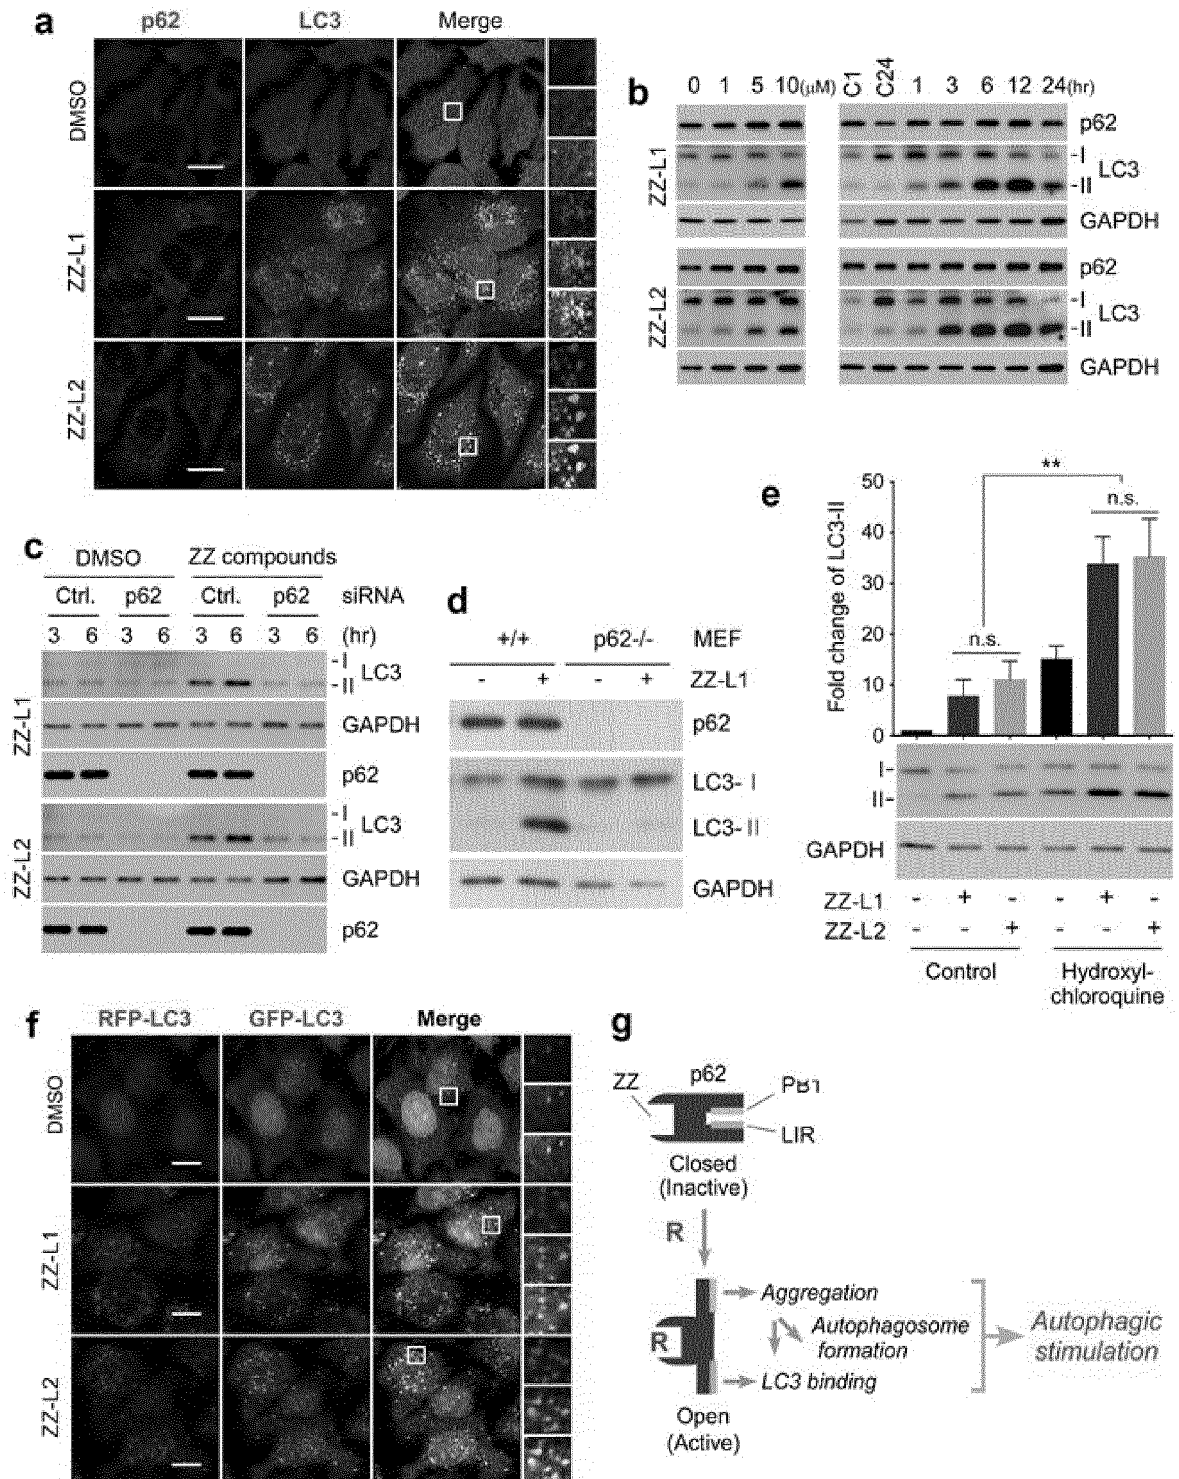 a
p62 LC3 Merge
DMSO
ZZ-L1
ZZ-L2
b
0 1 5 10(μM) C1 C24 1 3 6 12 24(hr)
ZZ-L1
p62
-I
LC3
-II
GAPDH
ZZ-L2
p62
-I
LC3
-II
GAPDH
c
DMSO ZZ compounds
Ctrl. p62 Ctrl. p62 siRNA
3 6 3 6 3 6 3 6 (hr)
ZZ-L1
-I
LC3
-II
GAPDH
p62
ZZ-L2
-I
LC3
-II
GAPDH
p62
d
+/+ p62-/- MEF
- + - + ZZ-L1
p62
LC3- I
LC3-II
GAPDH
e
Fold change of LC3-II
50
40
30
20
10
0
**
n.s.
n.s.
I-
II-
GAPDH
ZZ-L1 - + - - + -
ZZ-L2 - - + - - +
Control Hydroxyl-
chloroquine
f
RFP-LC3 GFP-LC3 Merge
DMSO
ZZ-L1
ZZ-L2
g
ZZ p62 PB1
LIR
Closed
(Inactive)
R
R
Aggregation
Autophagosome
formation
LC3 binding
Autophagic
stimulation
Open
(Active)